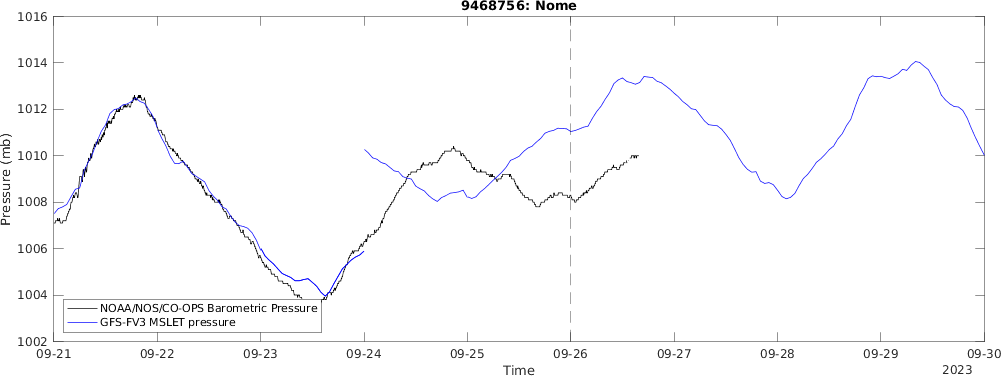 9468756: Nome
1016
1014
1012
1010
1008
1006
1004
1002
Pressure (mb)
NOAA/NOS/CO-OPS Barometric Pressure
GFS-FV3 MSLET pressure
09-21 09-22 09-23 09-24 09-25 09-26 09-27 09-28 09-29 09-30
Time
2023